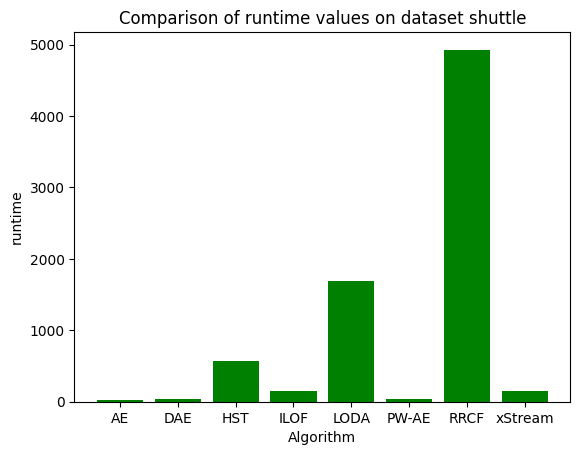 Comparison of runtime values on dataset shuttle
runtime
5000
4000
3000
2000
1000
0
AE DAE HST ILOF LODA PW-AE RRCF xStream
Algorithm